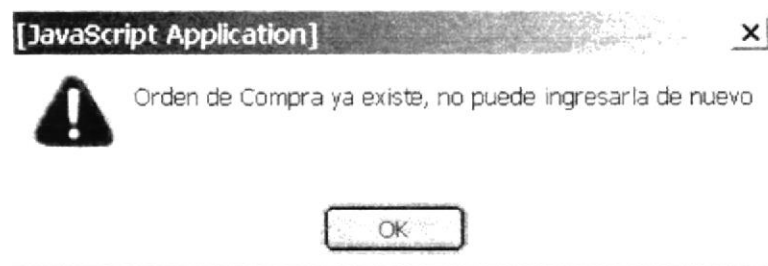 [JavaScript Application]
Orden de Compra ya existe, no puede ingresarla de nuevo
OK